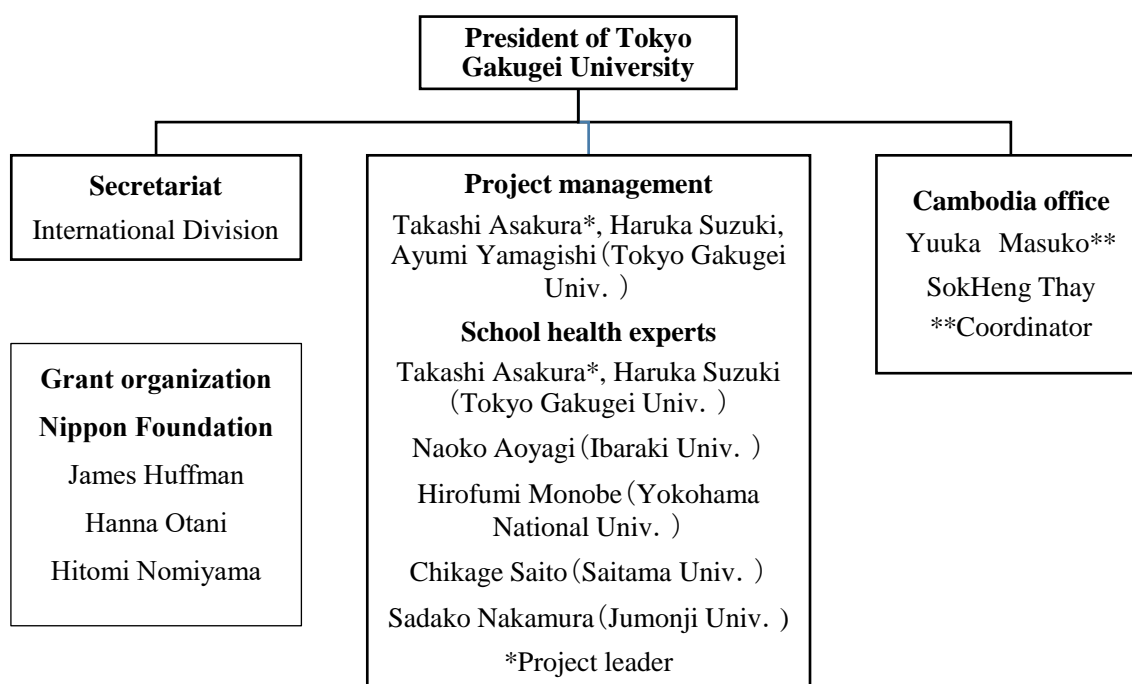 President of Tokyo
Gakugei University
Secretariat
International Division
Grant organization
Nippon Foundation
James Huffman
Hanna Otani
Hitomi Nomiyama
Project management
Takashi Asakura*, Haruka Suzuki,
Ayumi Yamagishi(Tokyo Gakugei
Univ. )
School health experts
Takashi Asakura*, Haruka Suzuki
(Tokyo Gakugei Univ. )
Naoko Aoyagi(Ibaraki Univ. )
Hirofumi Monobe(Yokohama
National Univ. )
Chikage Saito(Saitama Univ. )
Sadako Nakamura(Jumonji Univ. )
*Project leader
Cambodia office
Yuuka Masuko**
SokHeng Thay
**Coordinator